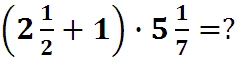 (2 1/2 + 1) · 5 1/7 =?